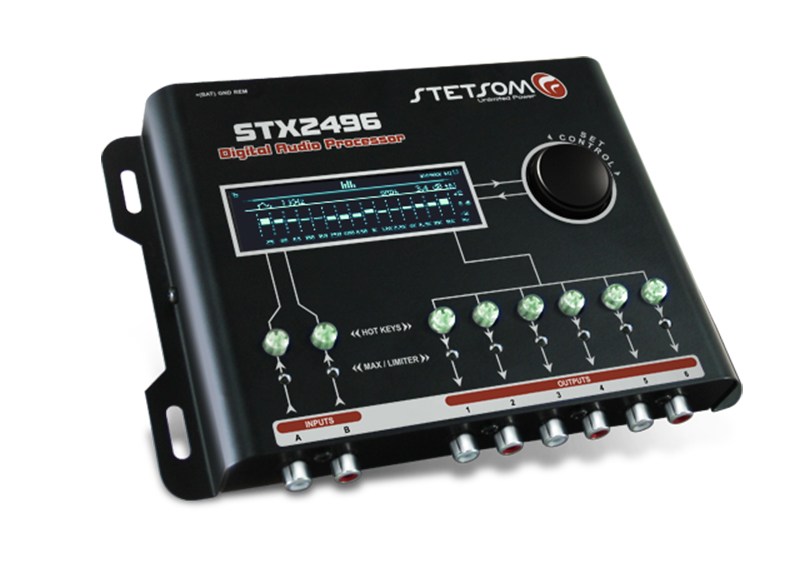 +(BAT) GND REM
STETSOM
Unlimited Power
STX2496
Digital Audio Processor
SET
CONTROL
HOT KEYS
MAX / LIMITER
INPUTS
A B
OUTPUTS
1 2 3 4 5 6